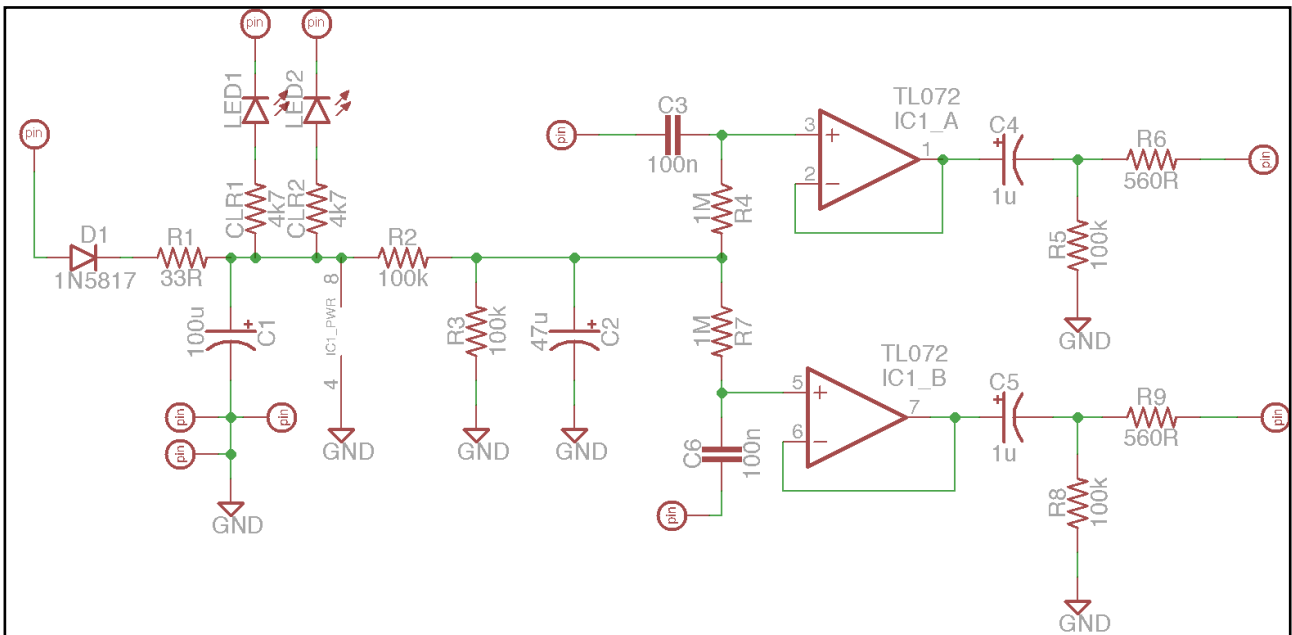 pin
pin
pin
LED1
LED2
CLR1
4k7
CLR2
4k7
D1
1N5817
R1
33R
100u
C1
pin
pin
pin
GND
8
IC1_PWR
4
GND
R2
100k
R3
100k
GND
47u
C2
GND
pin
C3
100n
1M
R4
1M
R7
C6
100n
pin
TL072
IC1_A
3
+
2
−
1
C4
+
1u
R5
100k
GND
R6
560R
pin
TL072
IC1_B
5
+
6
−
7
C5
+
1u
R8
100k
GND
R9
560R
pin